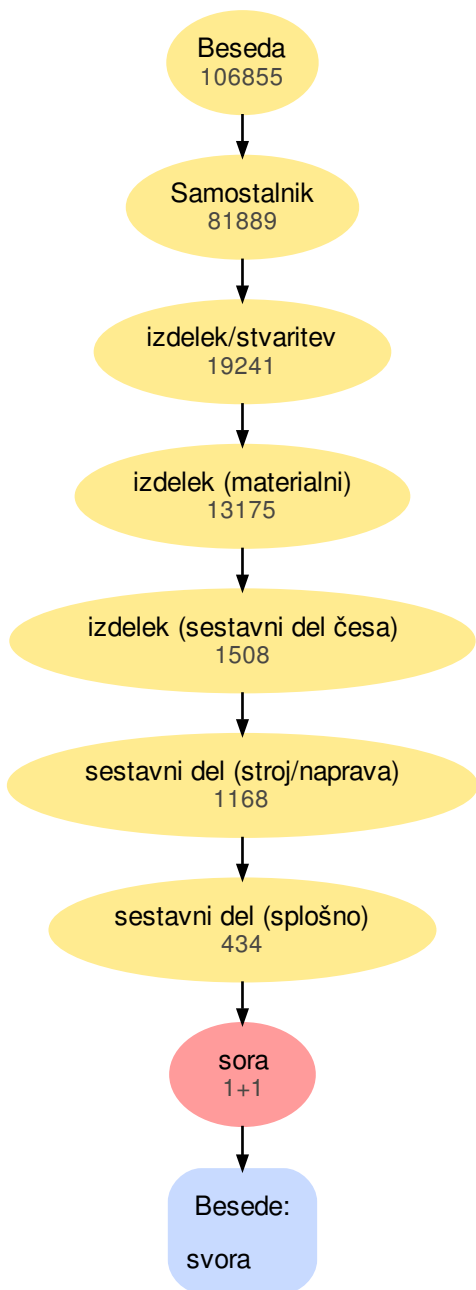 Beseda
106855
Samostalnik
81889
izdelek/stvaritev
19241
izdelek (materialni)
13175
izdelek (sestavni del česa)
1508
sestavni del (stroj/naprava)
1168
sestavni del (splošno)
434
sora
1+1
Besede:
svora